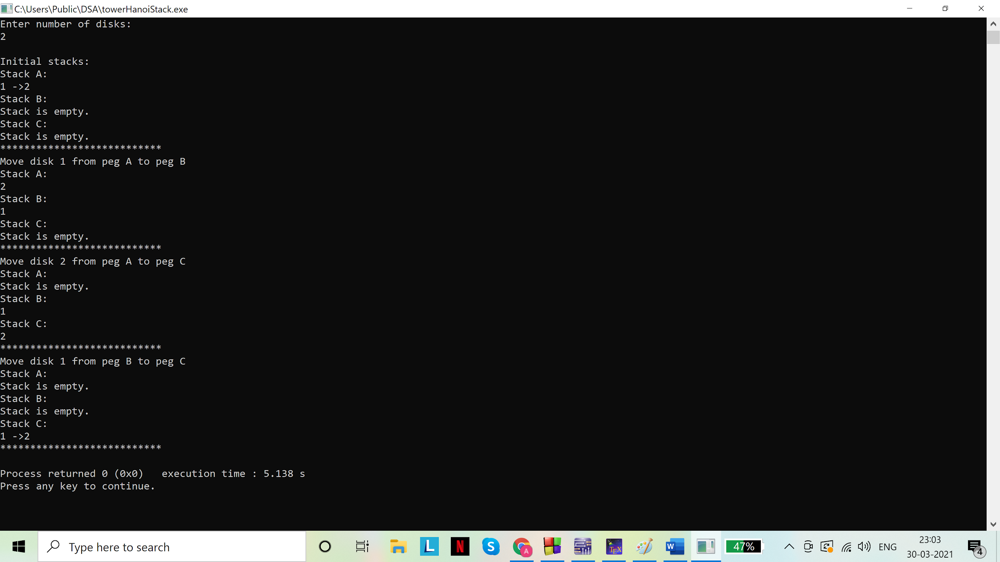 C:\Users\Public\DSA\towerHanoiStack.exe
Enter number of disks:
2
Initial stacks:
Stack A:
1 ->2
Stack B:
Stack is empty.
Stack C:
Stack is empty.
***************************
Move disk 1 from peg A to peg B
Stack A:
2
Stack B:
1
Stack C:
Stack is empty.
***************************
Move disk 2 from peg A to peg C
Stack A:
Stack is empty.
Stack B:
1
Stack C:
2
***************************
Move disk 1 from peg B to peg C
Stack A:
Stack is empty.
Stack B:
Stack is empty.
Stack C:
1 ->2
***************************
Process returned 0 (0x0)   execution time : 5.138 s
Press any key to continue.
Type here to search
L
N
S
A
TEX
W
47%
ENG
23:03
30-03-2021
4